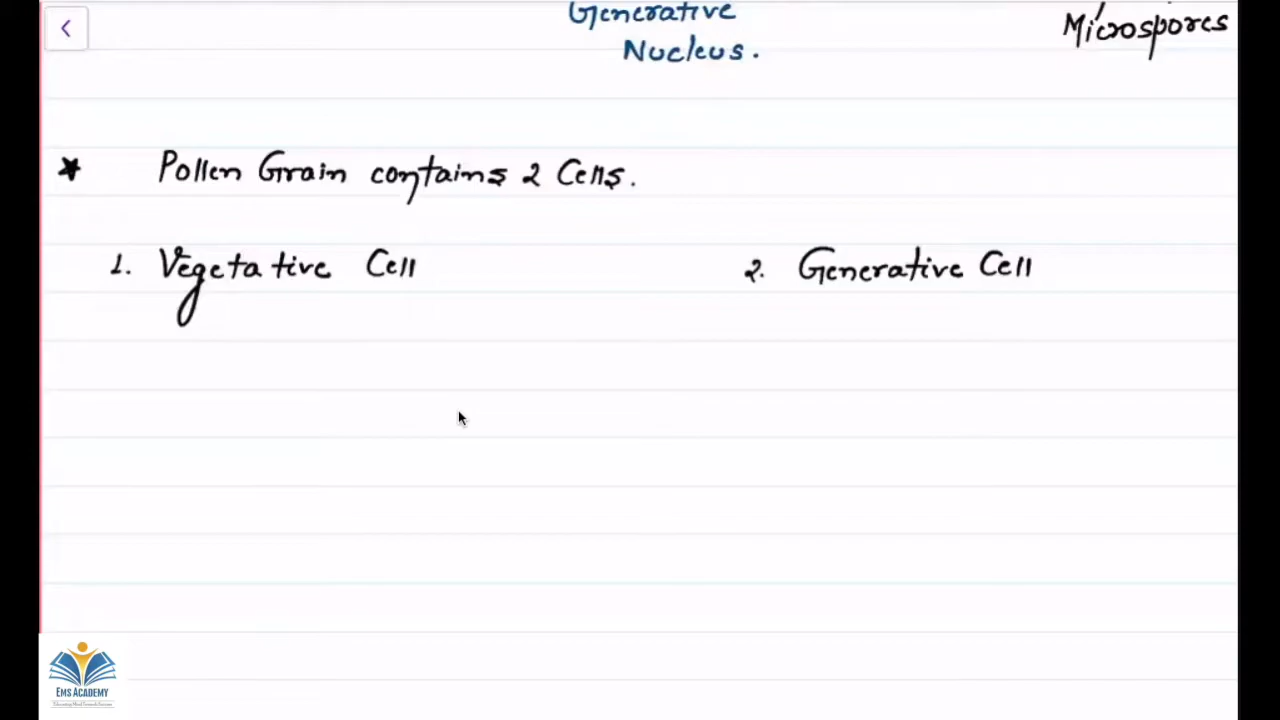 Generative
Nucleus.
Microspores
★ Pollen Grain contains 2 Cells.
1. Vegetative Cell
2. Generative Cell
EMS ACADEMY